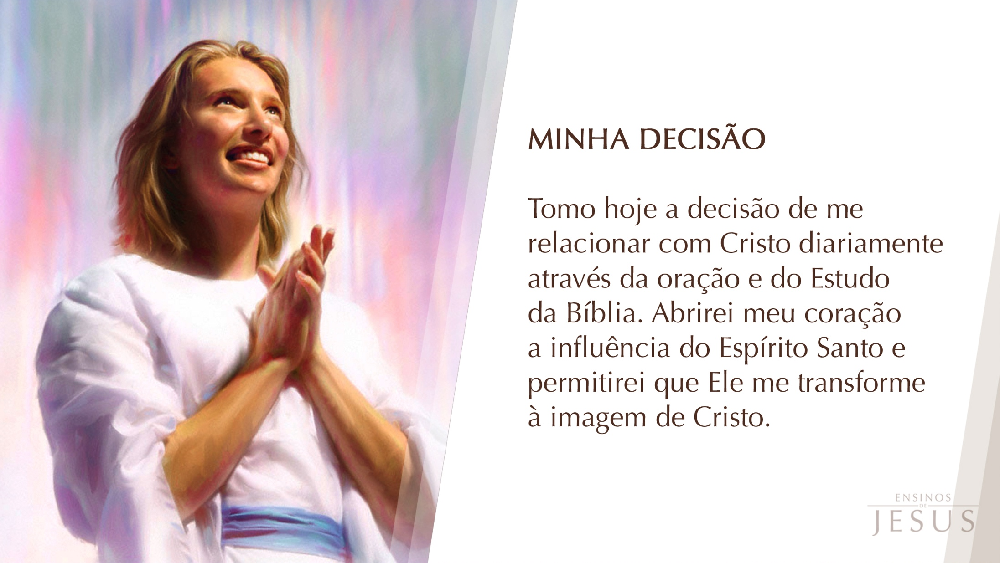 MINHA DECISÃO
Tomo hoje a decisão de me
relacionar com Cristo diariamente
através da oração e do Estudo
da Bíblia. Abrirei meu coração
a influência do Espírito Santo e
permitirei que Ele me transforme
à imagem de Cristo.
ENSINOS
DE
JESUS